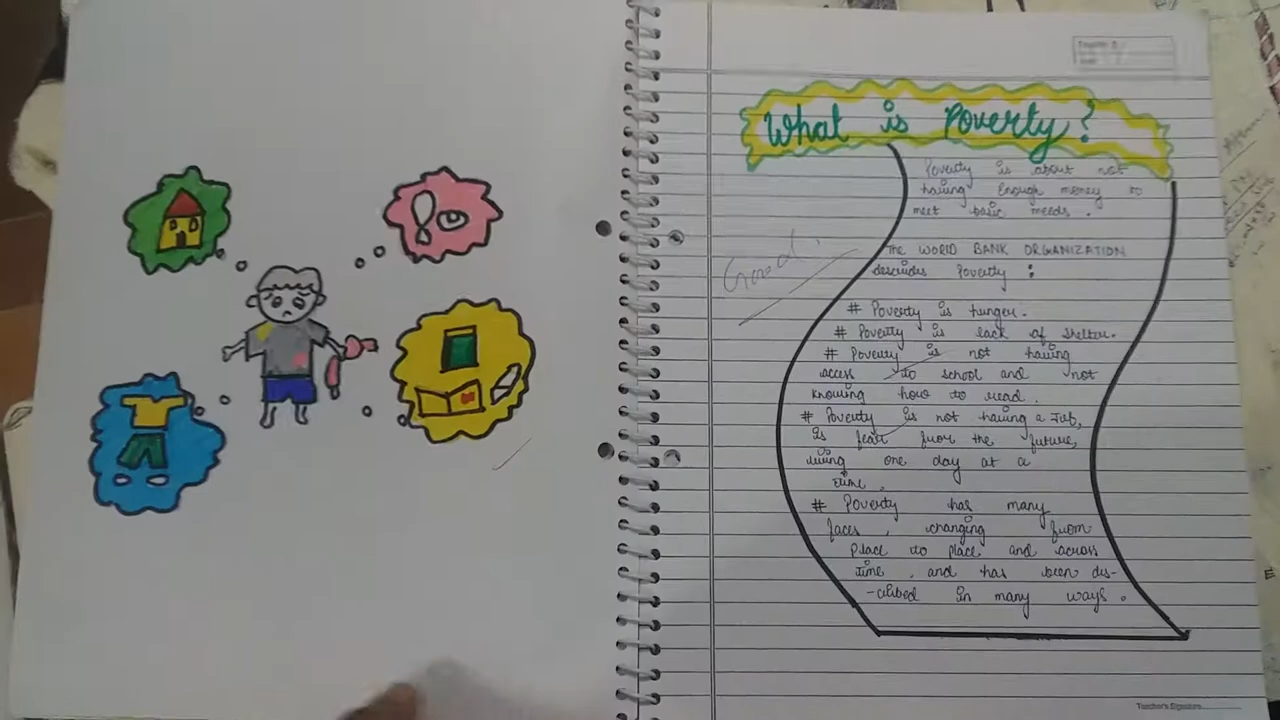 What is Poverty?
Poverty is about not
having Enough money to
meet basic needs.
Good.
The WORLD BANK ORGANIZATION
describes Poverty :
# Poverty is hunger.
# Poverty is lack of shelter.
# Poverty is not having
access to school and not
knowing how to read.
# Poverty is not having a Job,
is fear for the future,
living one day at a
time.
# Poverty has many
faces, changing from
Place to place and across
Time, and has been des-
-cribed in many ways.
Teacher's Signature